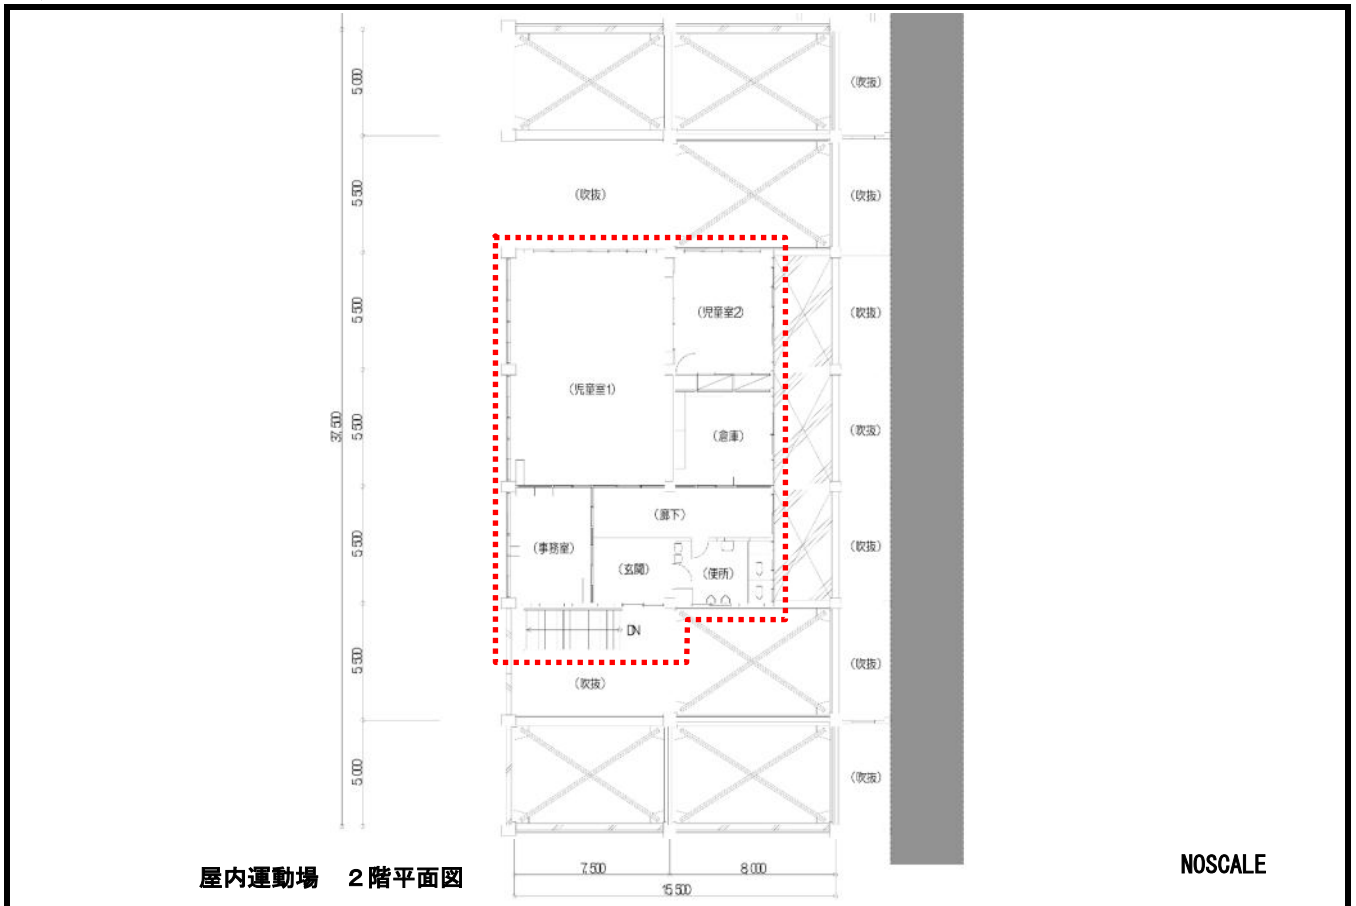 5,000
(吹抜)
5,500
(吹抜)
(吹抜)
5,500
(児童室2)
(吹抜)
(児童室1)
37,500
5,500
(倉庫)
(吹抜)
(廊下)
5,500
(事務室)
(玄関)
(便所)
(吹抜)
DN
5,500
(吹抜)
(吹抜)
5,000
(吹抜)
7,500
8,000
15,500
屋内運動場 2階平面図
NOSCALE